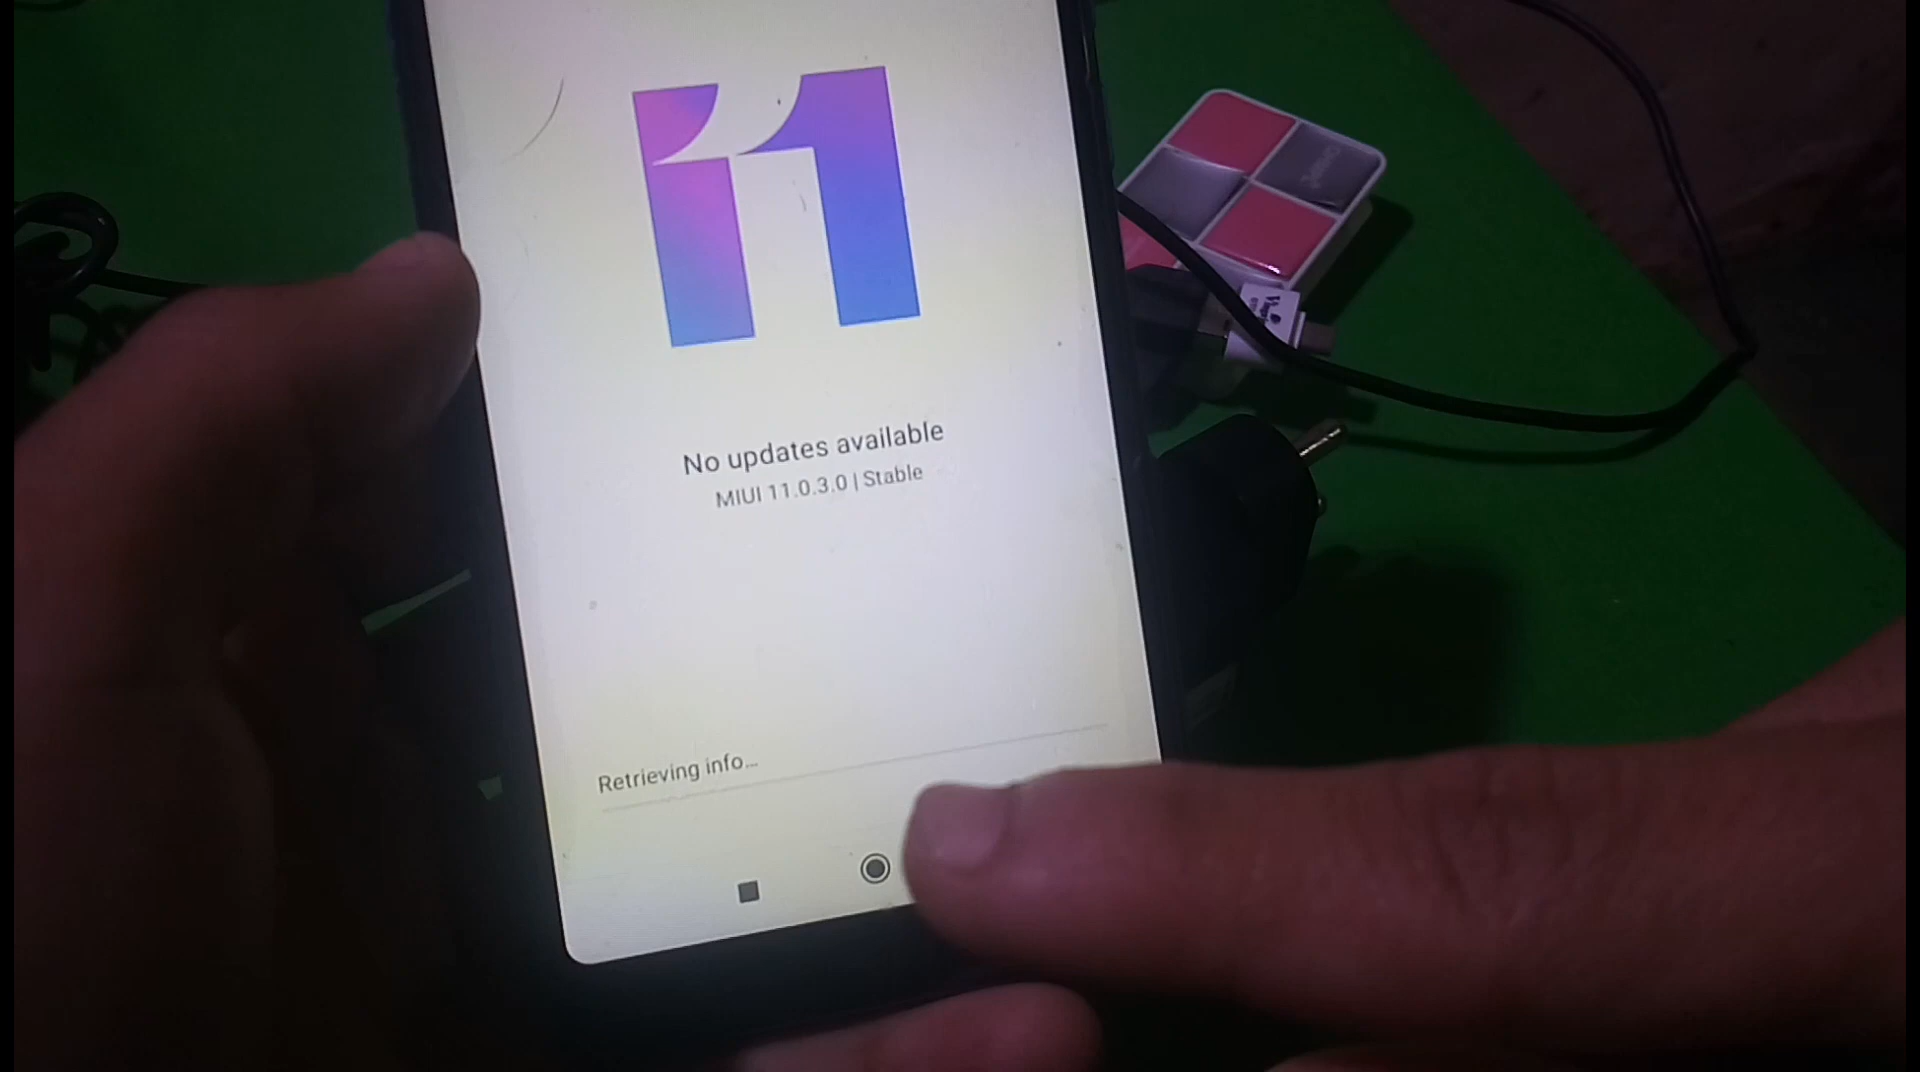 11
No updates available
MIUI 11.0.3.0 | Stable
Retrieving info...